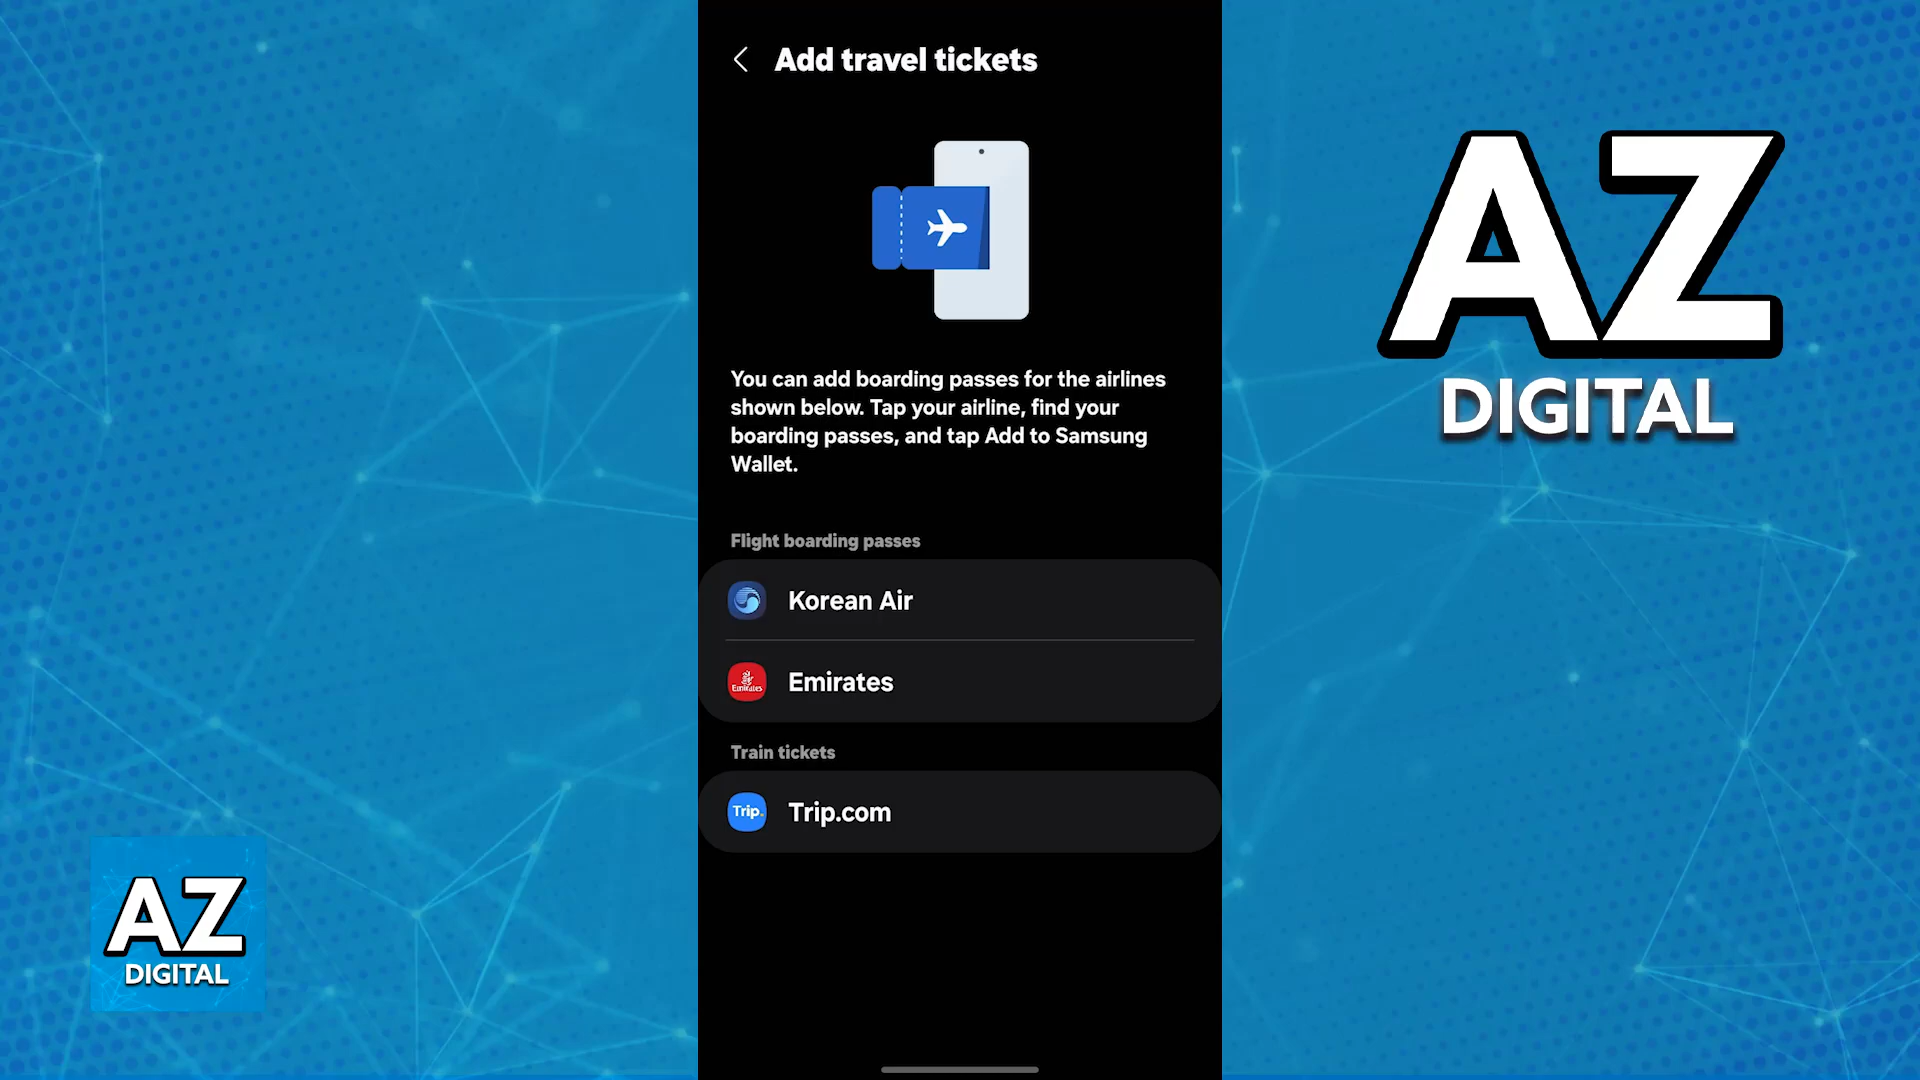 Add travel tickets
You can add boarding passes for the airlines
shown below. Tap your airline, find your
boarding passes, and tap Add to Samsung
Wallet.
Flight boarding passes
Korean Air
Emirates
Emirates
Train tickets
Trip.
Trip.com
AZ
DIGITAL
AZ
DIGITAL